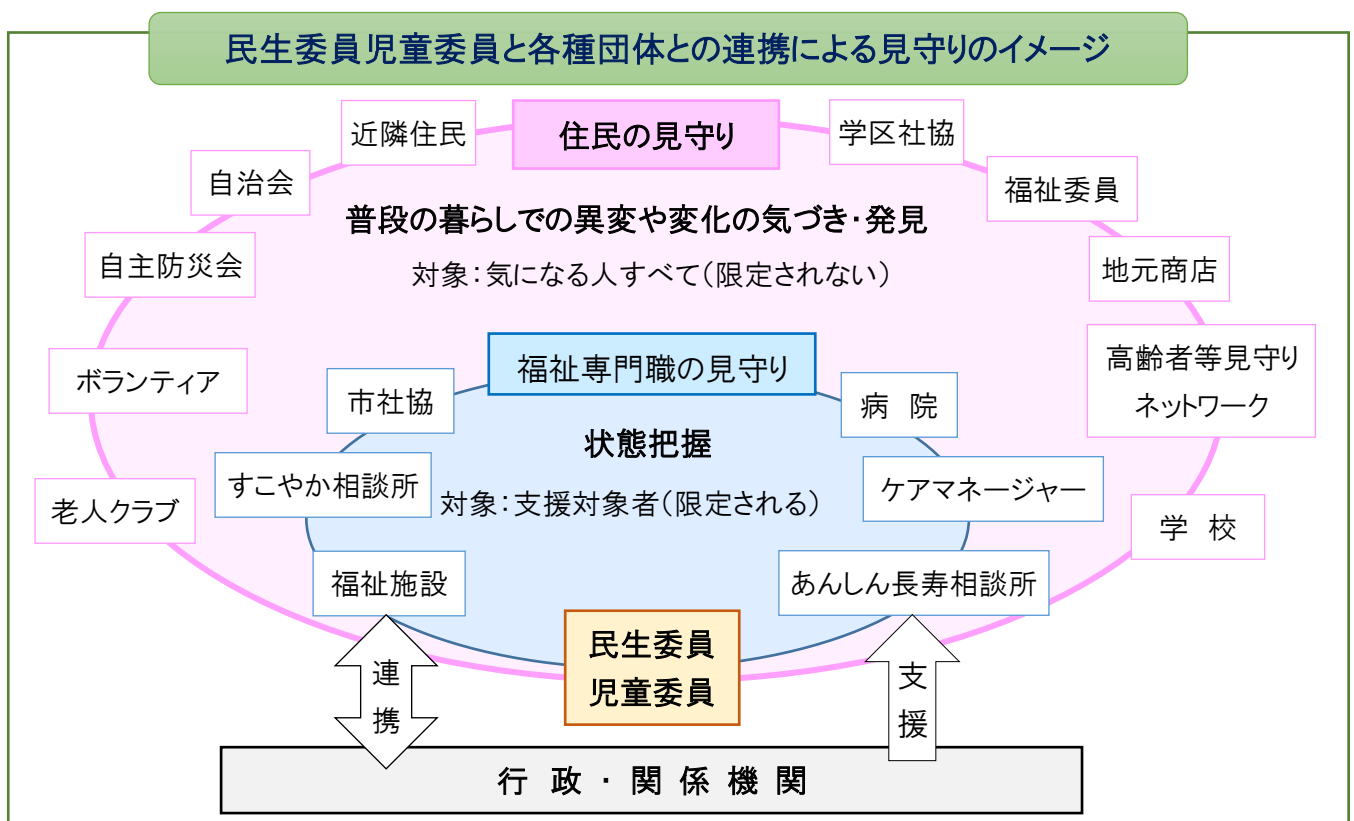 民生委員児童委員と各種団体との連携による見守りのイメージ
近隣住民
住民の見守り
学区社協
自治会
福祉委員
普段の暮らしでの異変や変化の気づき・発見
自主防災会
対象：気になる人すべて（限定されない）
地元商店
ボランティア
福祉専門職の見守り
高齢者等見守り
ネットワーク
市社協
病 院
状態把握
老人クラブ
すこやか相談所
対象：支援対象者（限定される）
ケアマネージャー
学 校
福祉施設
あんしん長寿相談所
民生委員
児童委員
連
携
支
援
行 政 ・ 関 係 機 関